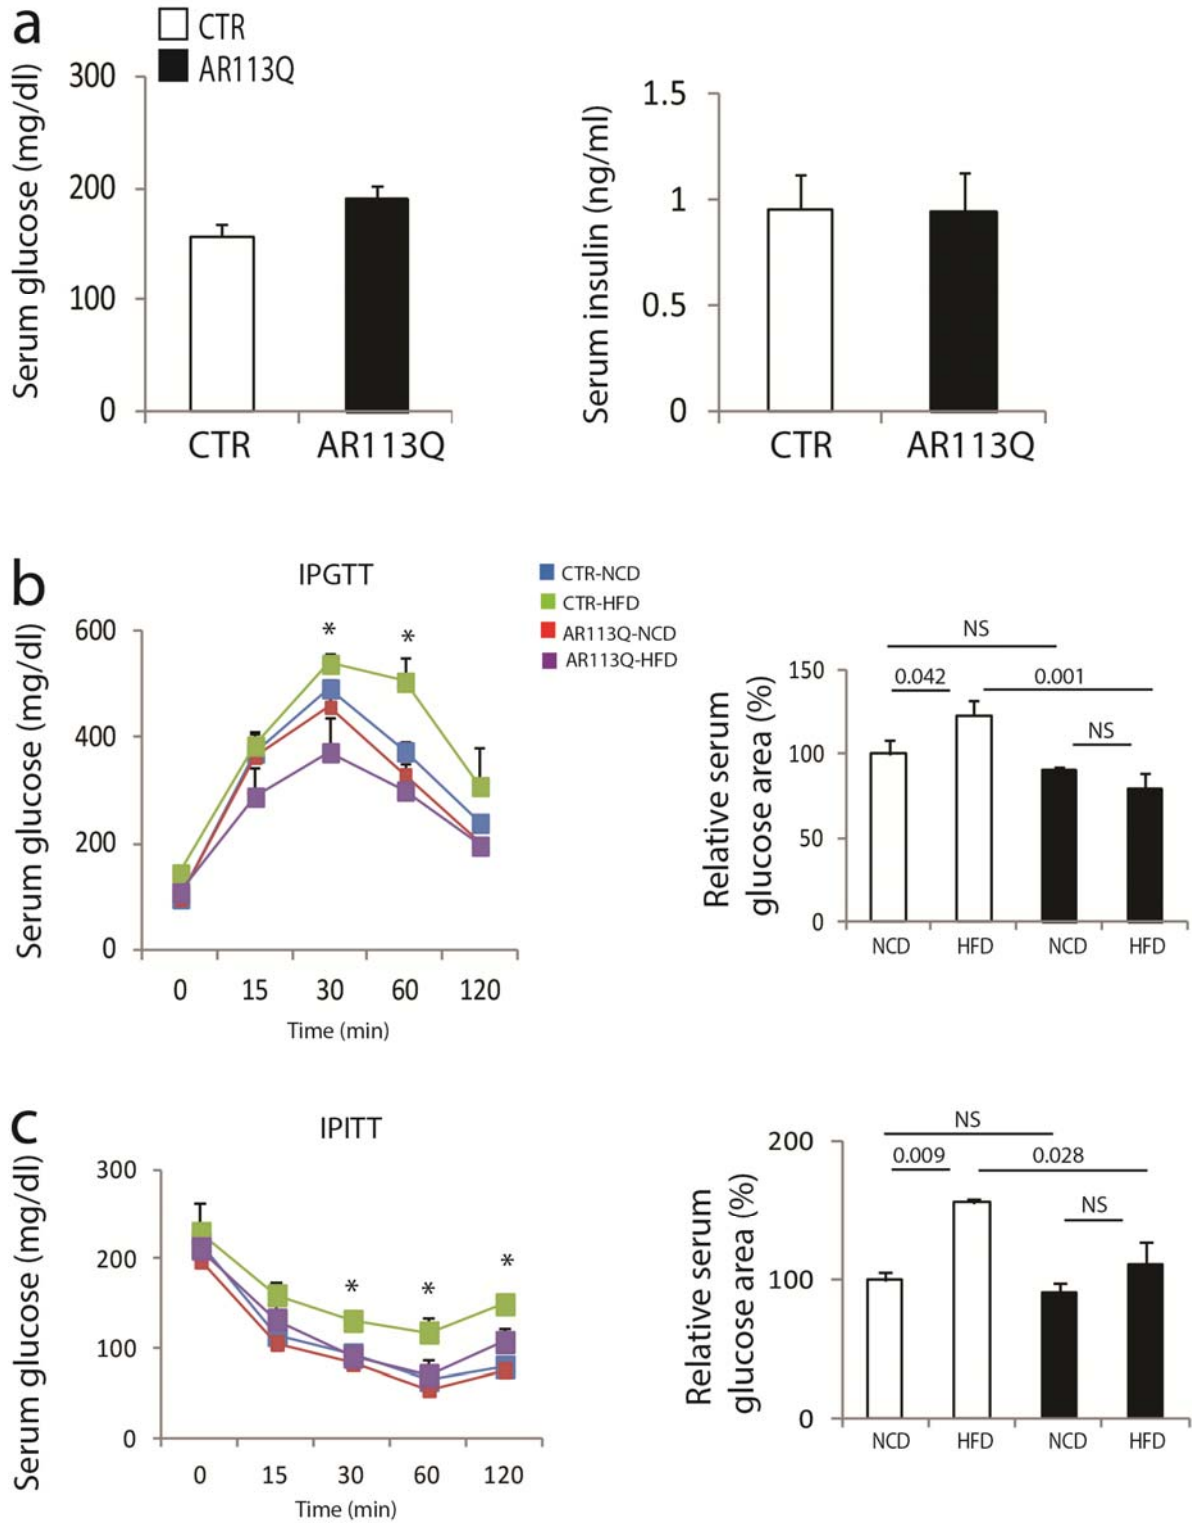 a
CTR
AR113Q
Serum glucose (mg/dl)
300
200
100
0
CTR AR113Q
Serum insulin (ng/ml)
1.5
1
0.5
0
CTR AR113Q
b
IPGTT
Serum glucose (mg/dl)
600
400
200
0
* *
0 15 30 60 120
Time (min)
CTR-NCD
CTR-HFD
AR113Q-NCD
AR113Q-HFD
Relative serum
glucose area (%)
150
100
50
0
NS
0.042 0.001
NS
NCD HFD NCD HFD
c
IPITT
Serum glucose (mg/dl)
300
200
100
0
* * *
0 15 30 60 120
Time (min)
Relative serum
glucose area (%)
200
100
0
NS
0.009 0.028
NS
NCD HFD NCD HFD